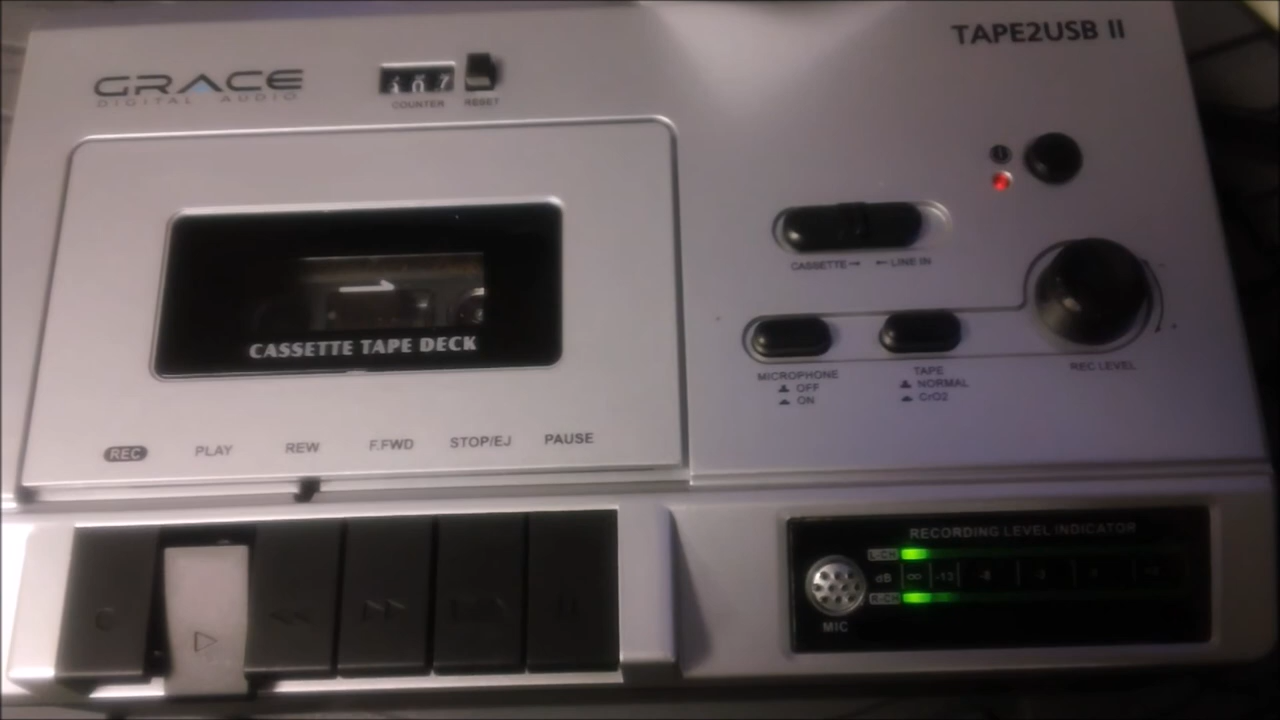 TAPE2USB II
GRACE
DIGITAL AUDIO
107
COUNTER
RESET
CASSETTE→ ←LINE IN
CASSETTE TAPE DECK
MICROPHONE
OFF
ON
TAPE
NORMAL
CrO2
REC LEVEL
REC PLAY REW F.FWD STOP/EJ PAUSE
RECORDING LEVEL INDICATOR
L-CH
dB ∞ -13
R-CH
MIC